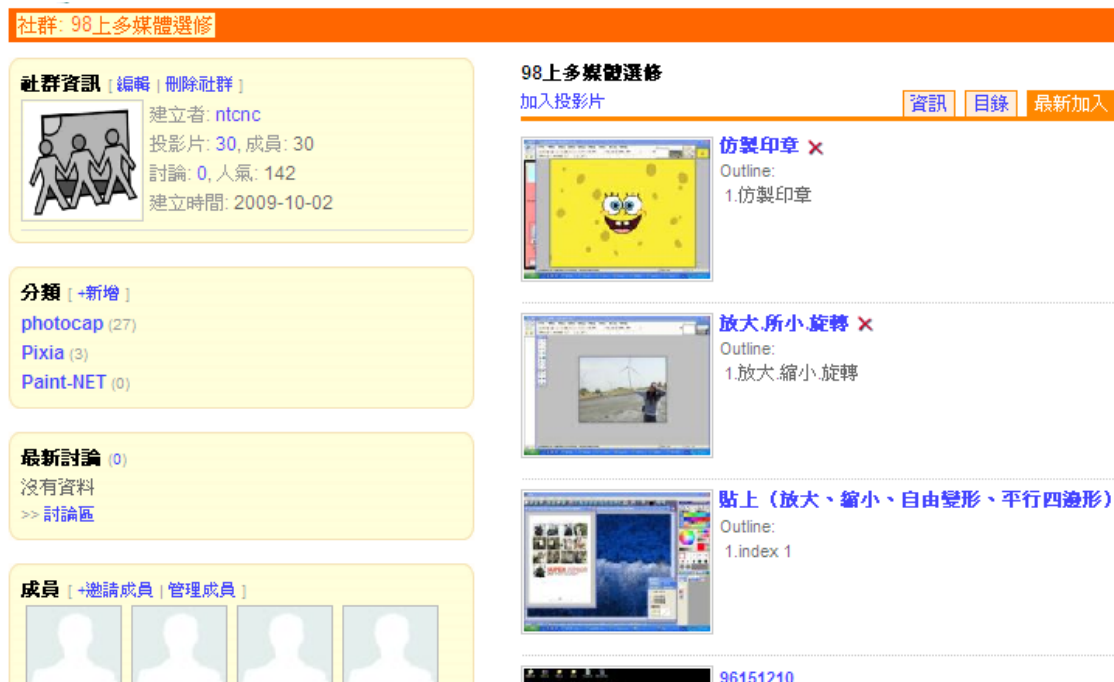 社群: 98上多媒體選修
社群資訊 [ 編輯 | 刪除社群 ]
建立者: ntcnc
投影片: 30, 成員: 30
討論: 0, 人氣: 142
建立時間: 2009-10-02
分類 [ +新增 ]
photocap (27)
Pixia (3)
Paint-NET (0)
最新討論 (0)
沒有資料
>> 討論區
成員 [ +邀請成員 | 管理成員 ]
98上多媒體選修
加入投影片
資訊 目錄 最新加入
仿製印章
Outline:
1.仿製印章
放大.所小.旋轉
Outline:
1.放大.縮小.旋轉
貼上（放大、縮小、自由變形、平行四邊形）
Outline:
1.index 1
96151210